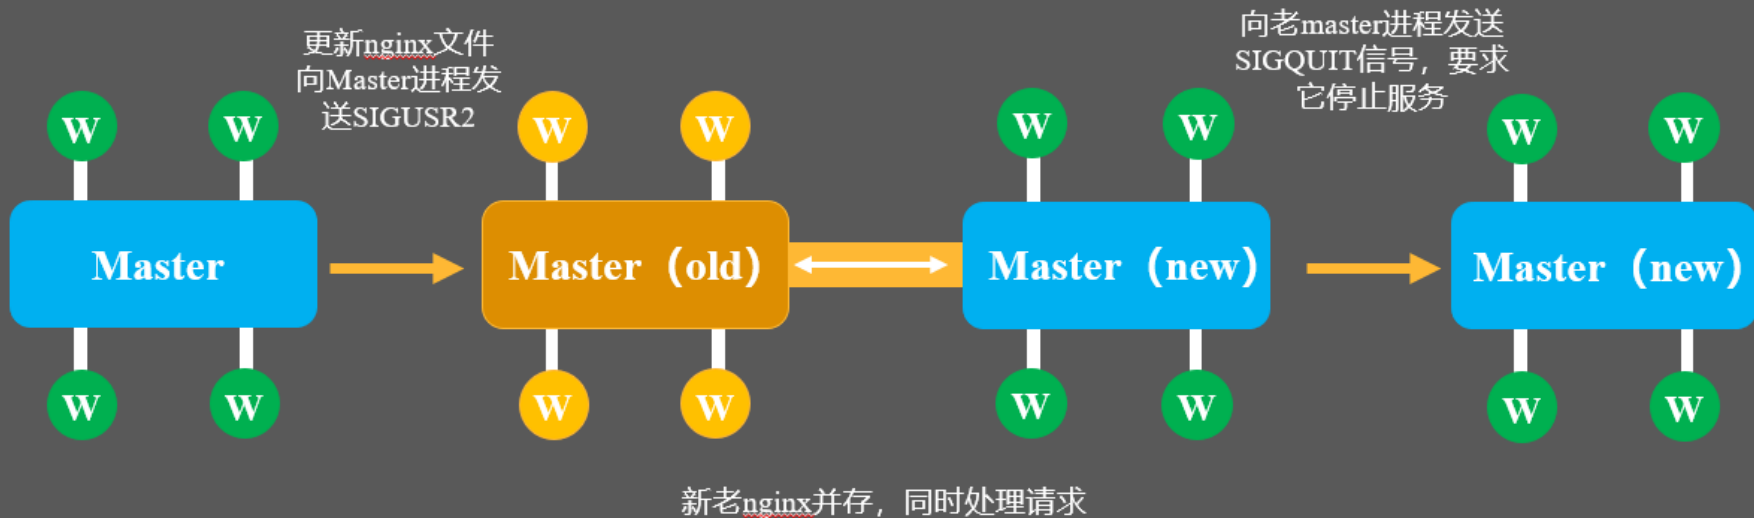 更新nginx文件
向Master进程发
送SIGUSR2
向老master进程发送
SIGQUIT信号，要求
它停止服务
W W W W W W W W
Master
Master（old）
Master（new）
Master（new）
W W W W W W W W
新老nginx并存，同时处理请求